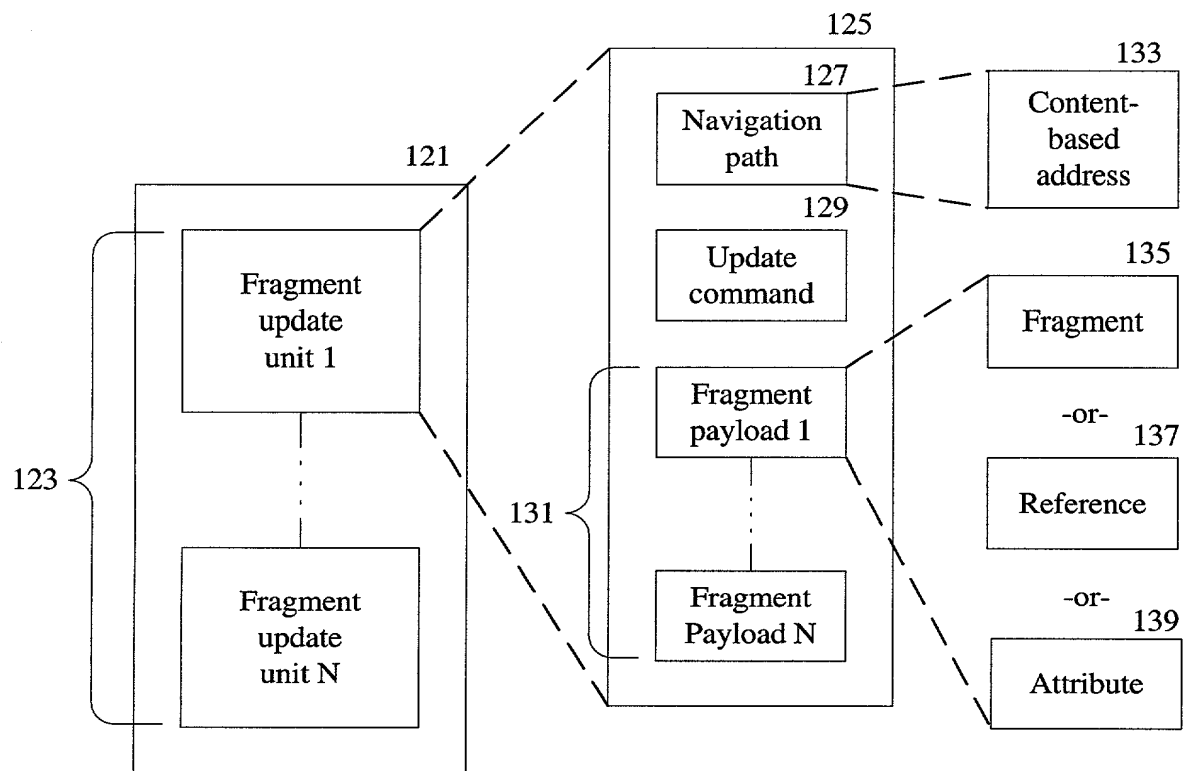 121
123
Fragment
update
unit 1
Fragment
update
unit N
125
127
Navigation
path
129
Update
command
131
Fragment
payload 1
Fragment
Payload N
133
Content-
based
address
135
Fragment
-or-
137
Reference
-or-
139
Attribute